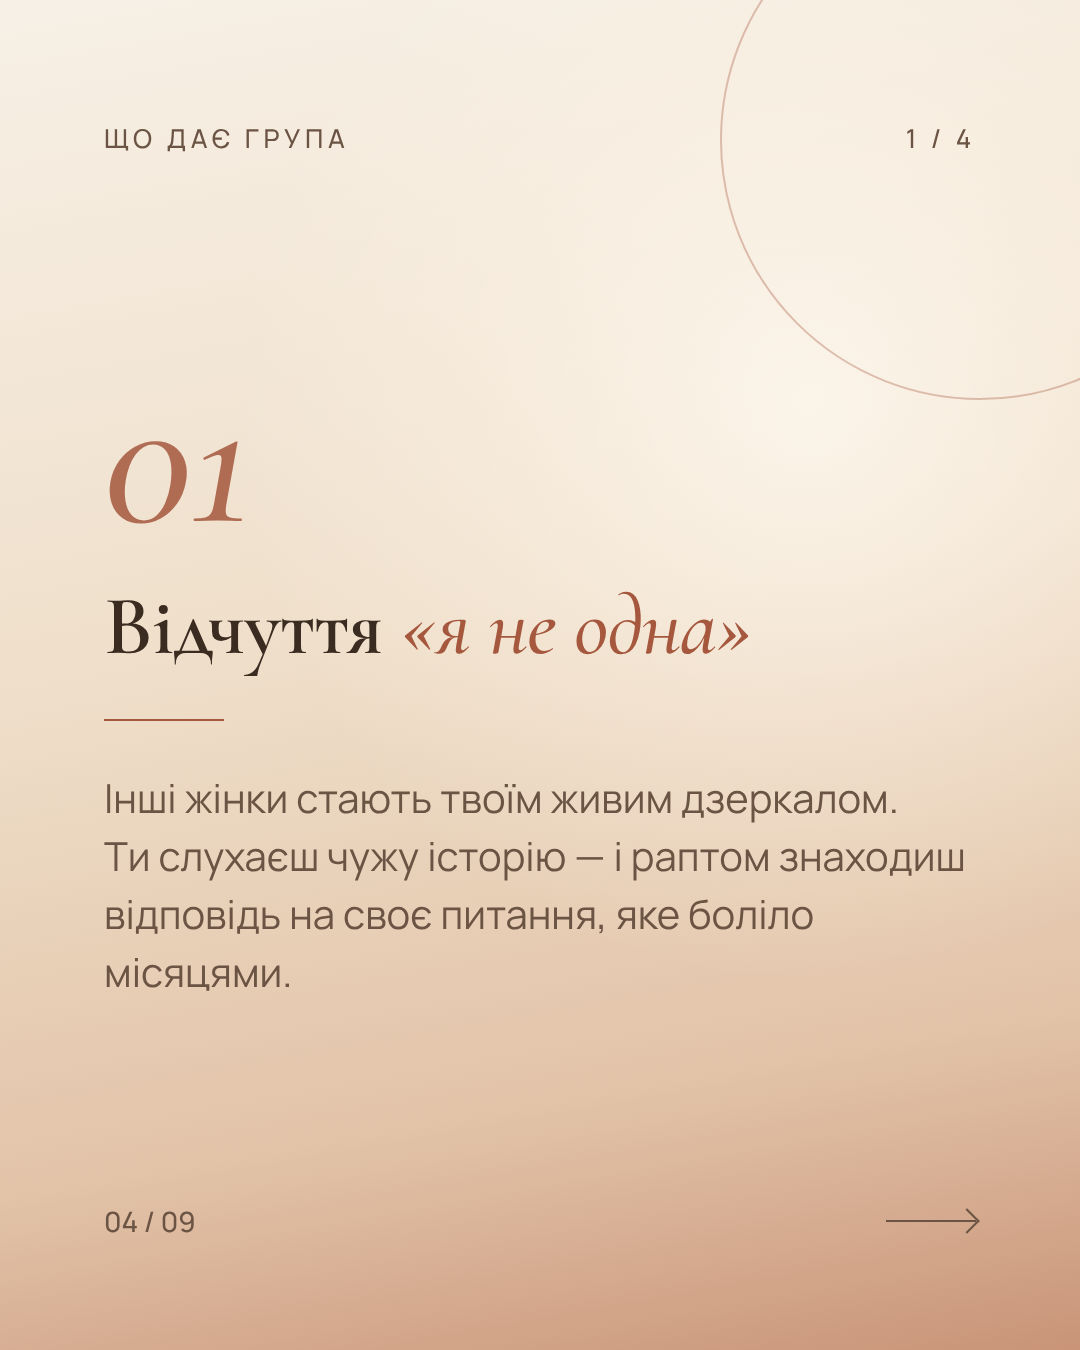 ЩО ДАЄ ГРУПА
1 / 4
01
Відчуття «я не одна»
Інші жінки стають твоїм живим дзеркалом.
Ти слухаєш чужу історію — і раптом знаходиш
відповідь на своє питання, яке боліло
місяцями.
04 / 09